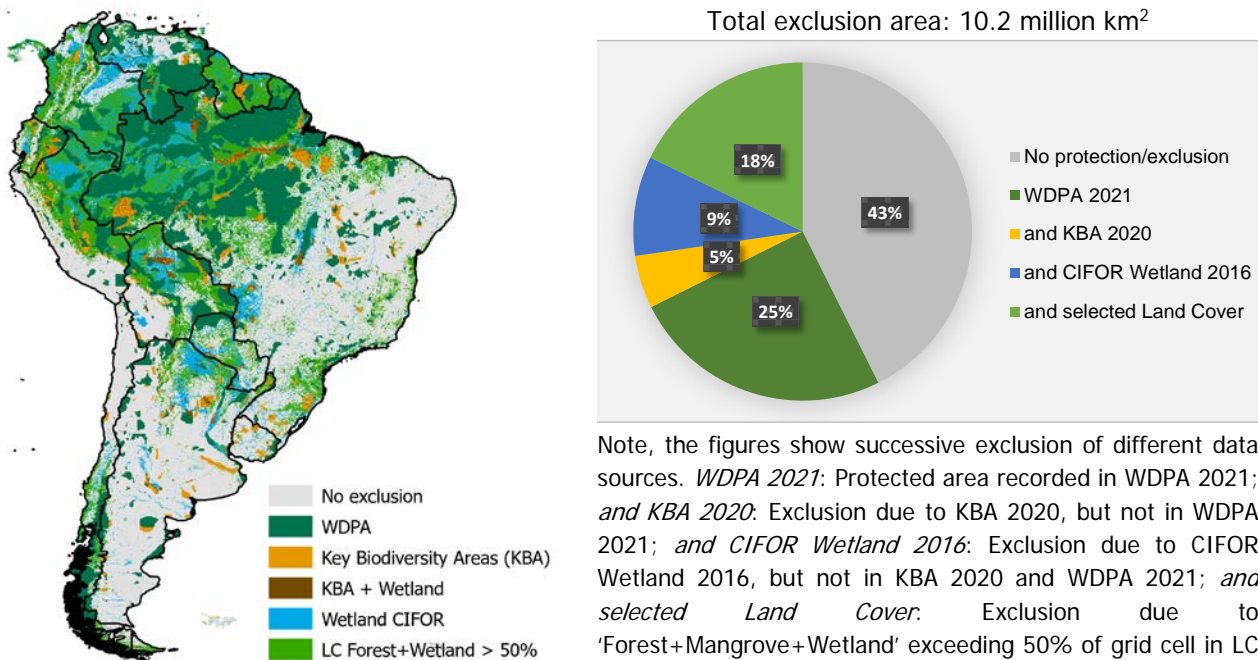 Total exclusion area: 10.2 million km²
18%
43%
9%
5%
25%
No protection/exclusion
WDPA 2021
and KBA 2020
and CIFOR Wetland 2016
and selected Land Cover
No exclusion
WDPA
Key Biodiversity Areas (KBA)
KBA + Wetland
Wetland CIFOR
LC Forest+Wetland > 50%
Note, the figures show successive exclusion of different data
sources. WDPA 2021: Protected area recorded in WDPA 2021;
and KBA 2020: Exclusion due to KBA 2020, but not in WDPA
2021; and CIFOR Wetland 2016: Exclusion due to CIFOR
Wetland 2016, but not in KBA 2020 and WDPA 2021; and
selected Land Cover: Exclusion due to
‘Forest+Mangrove+Wetland’ exceeding 50% of grid cell in LC